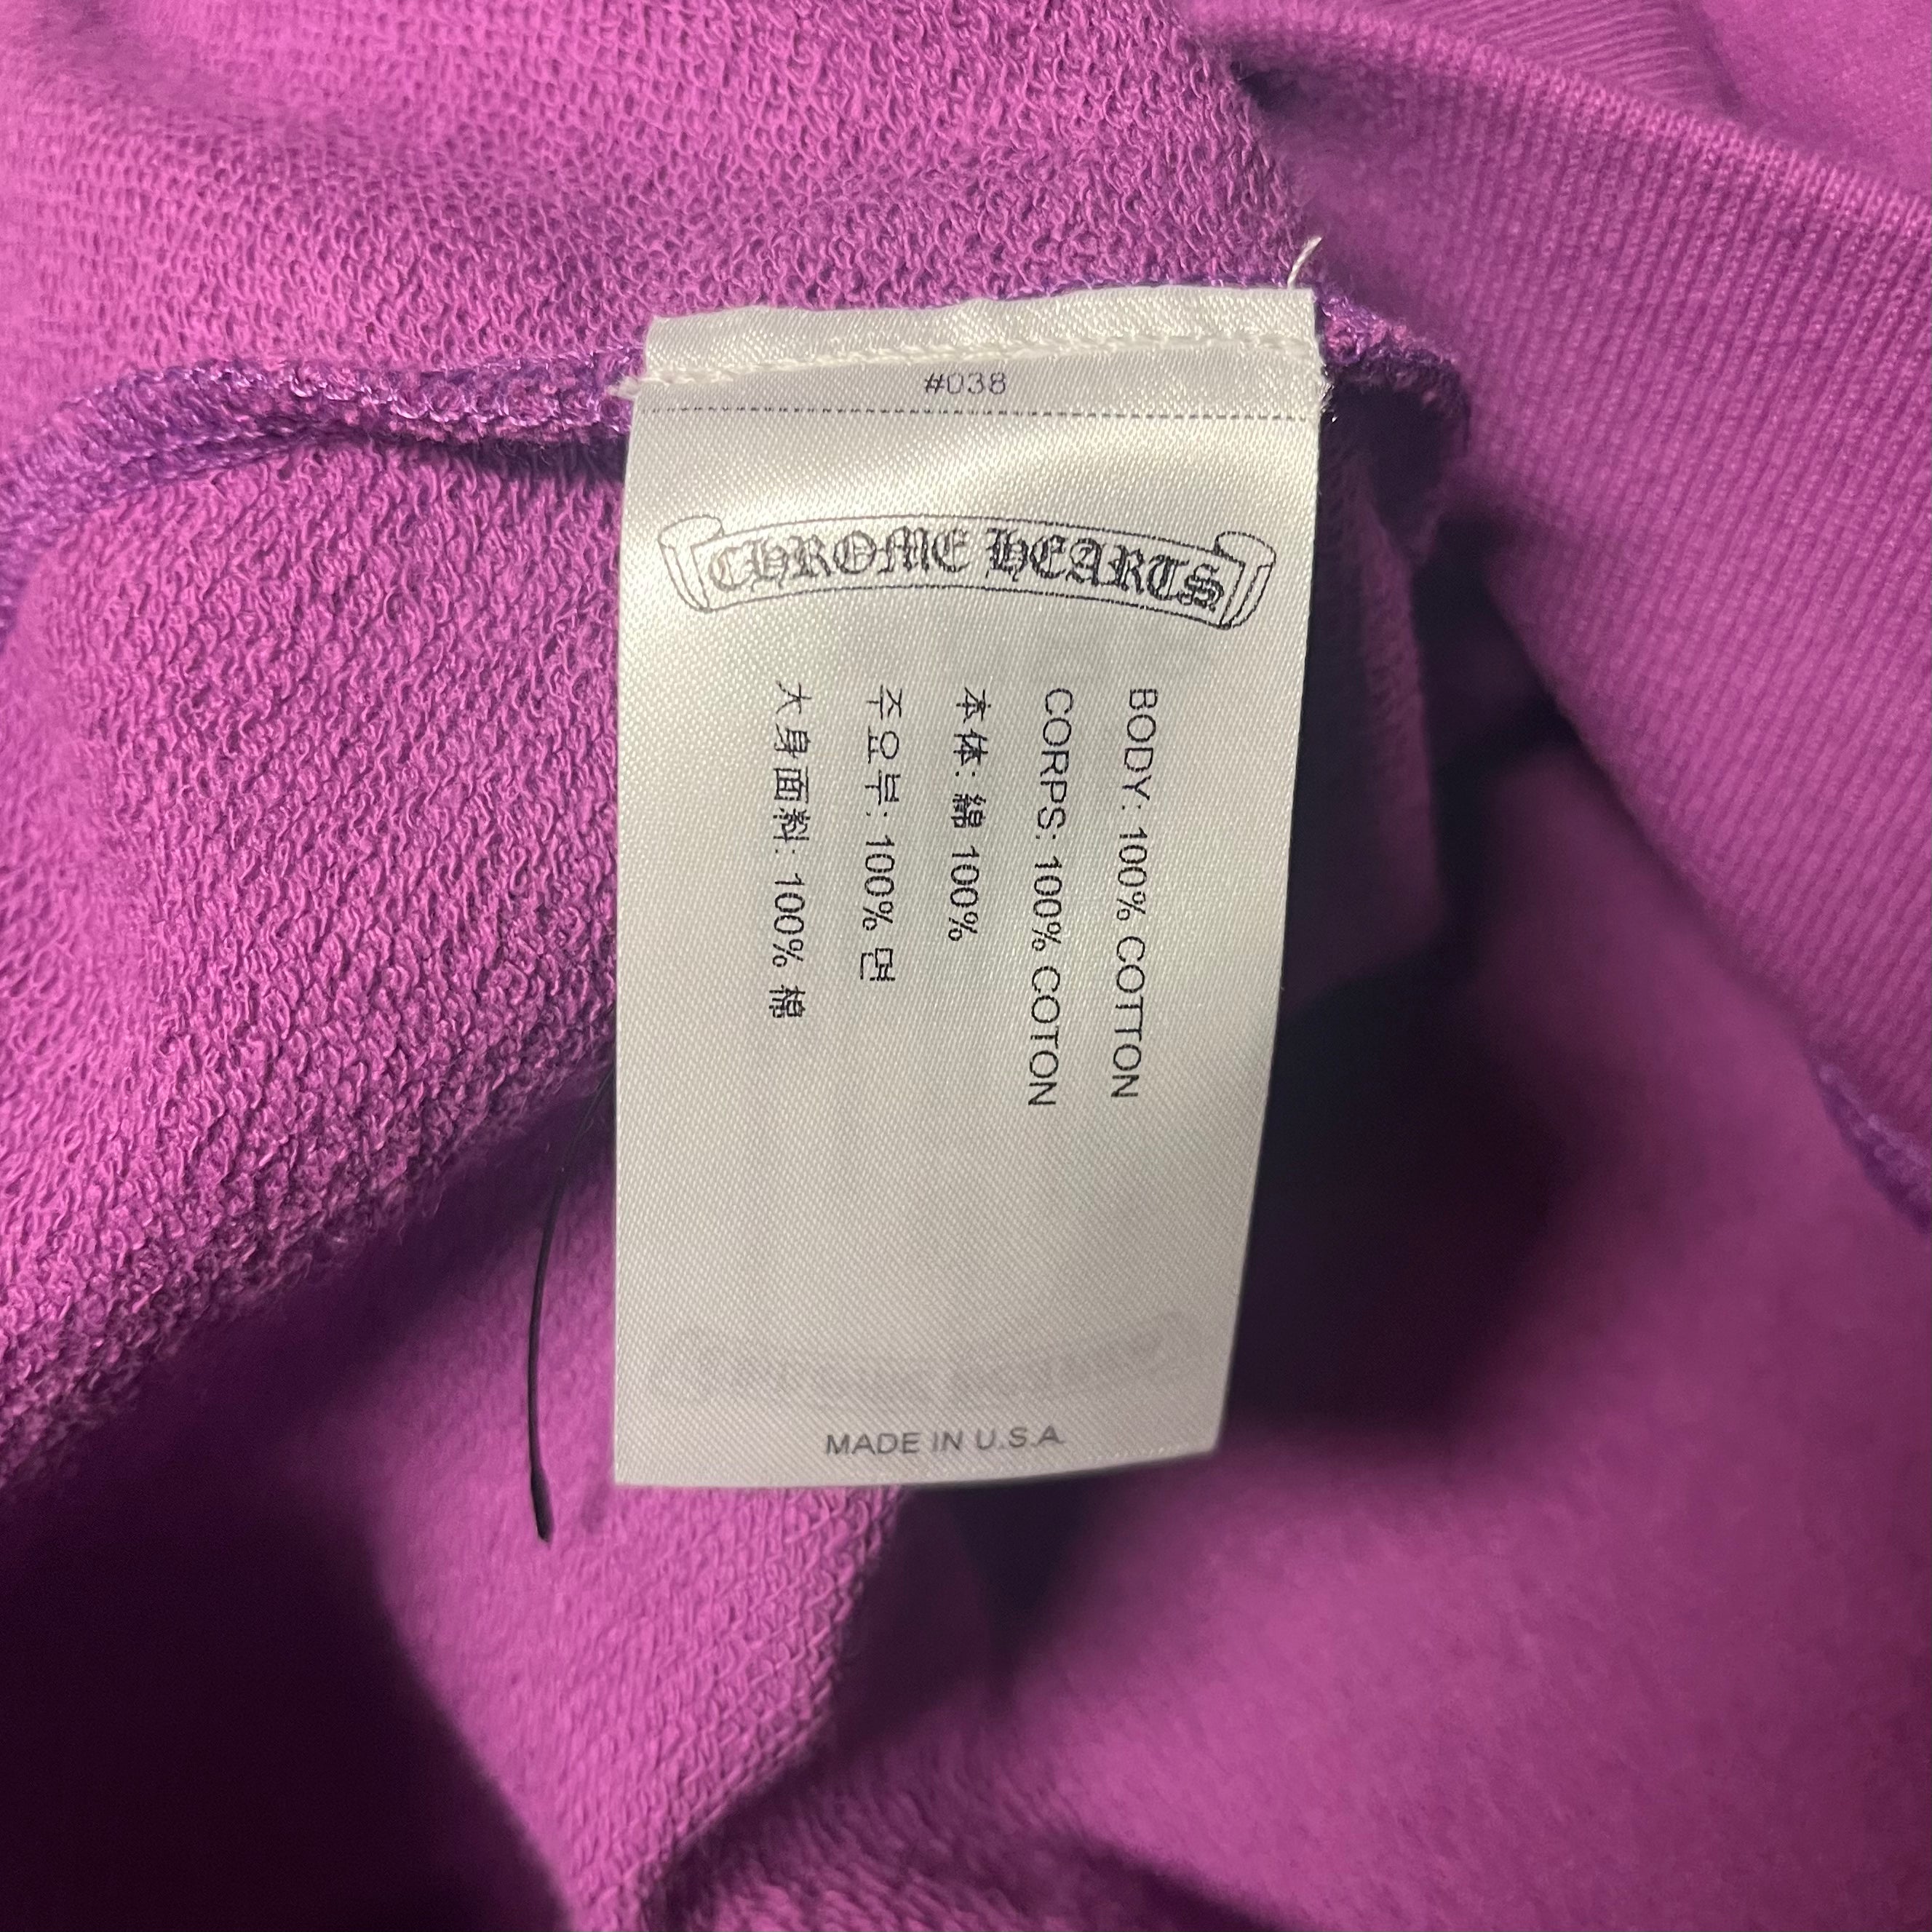 #038
CHROME HEARTS
BODY: 100% COTTON
CORPS: 100% COTON
本体: 綿 100%
주요부: 100% 면
大身面料: 100% 棉
MADE IN U.S.A.